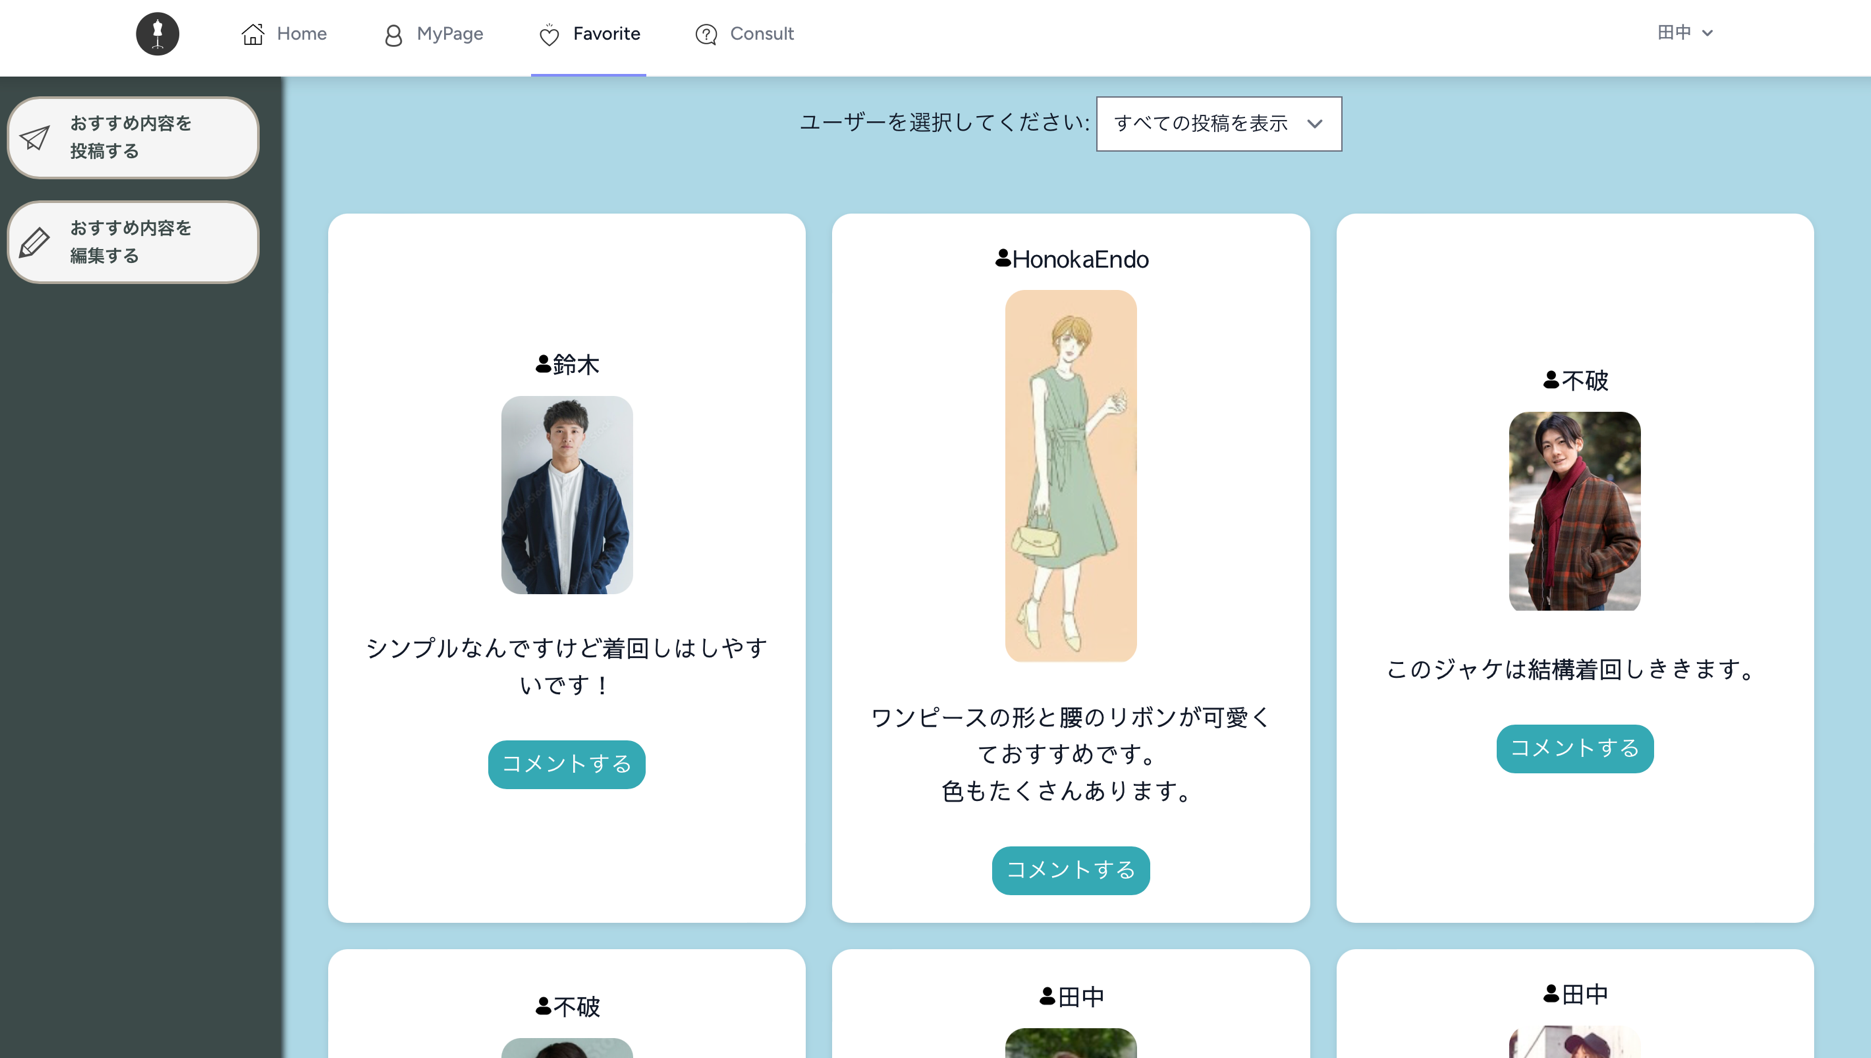 Home
MyPage
Favorite
Consult
田中
おすすめ内容を
投稿する
おすすめ内容を
編集する
ユーザーを選択してください:
すべての投稿を表示
鈴木
シンプルなんですけど着回しはしやす
いです！
コメントする
HonokaEndo
ワンピースの形と腰のリボンが可愛く
ておすすめです。
色もたくさんあります。
コメントする
不破
このジャケは結構着回しききます。
コメントする
不破
田中
田中